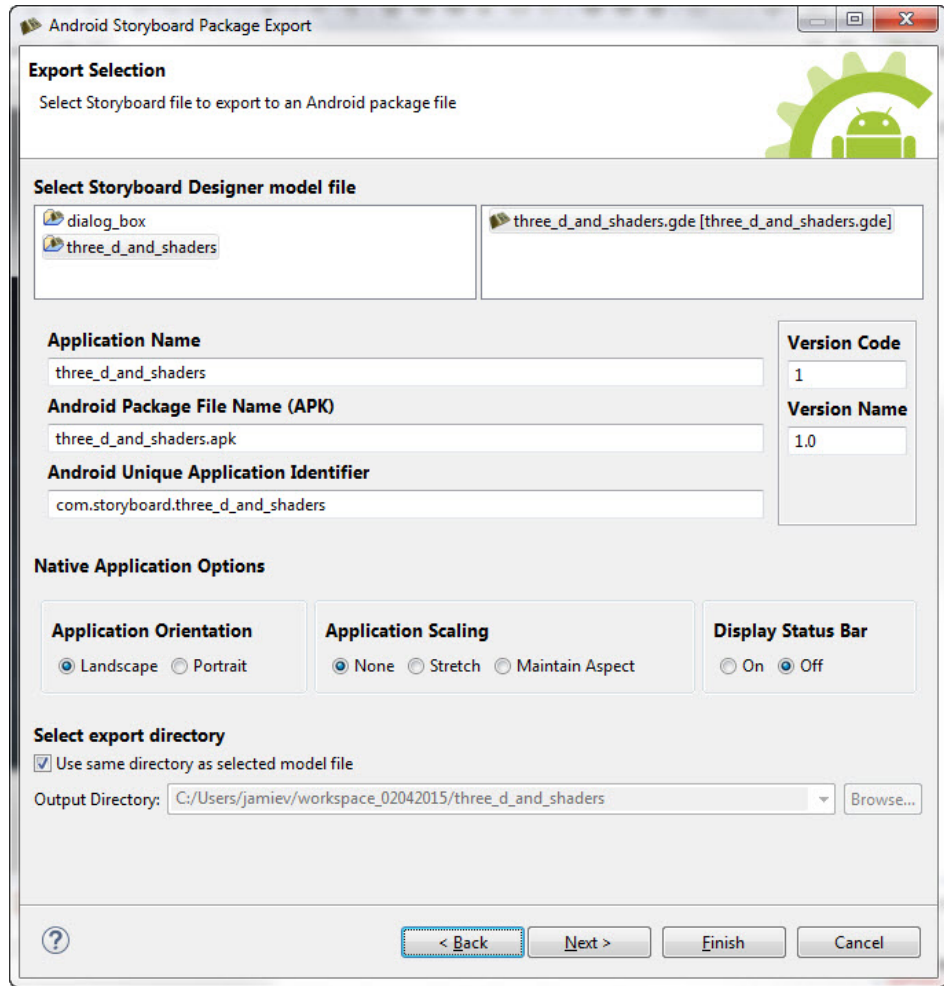 Android Storyboard Package Export
Export Selection
Select Storyboard file to export to an Android package file
Select Storyboard Designer model file
dialog_box
three_d_and_shaders
three_d_and_shaders.gde [three_d_and_shaders.gde]
Application Name
three_d_and_shaders
Android Package File Name (APK)
three_d_and_shaders.apk
Android Unique Application Identifier
com.storyboard.three_d_and_shaders
Version Code
1
Version Name
1.0
Native Application Options
Application Orientation
Landscape Portrait
Application Scaling
None Stretch Maintain Aspect
Display Status Bar
On Off
Select export directory
Use same directory as selected model file
Output Directory: C:/Users/jamiev/workspace_02042015/three_d_and_shaders Browse...
? < Back Next > Finish Cancel